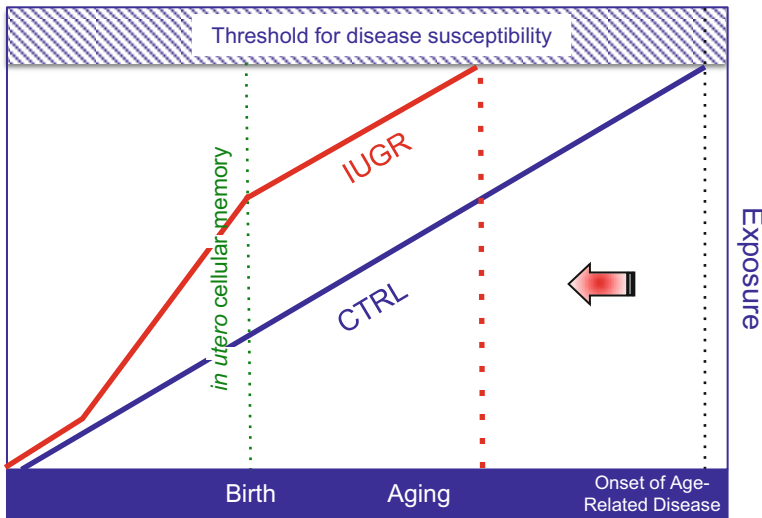 Threshold for disease susceptibility
IUGR
in utero cellular memory
CTRL
Exposure
Birth
Aging
Onset of Age-
Related Disease